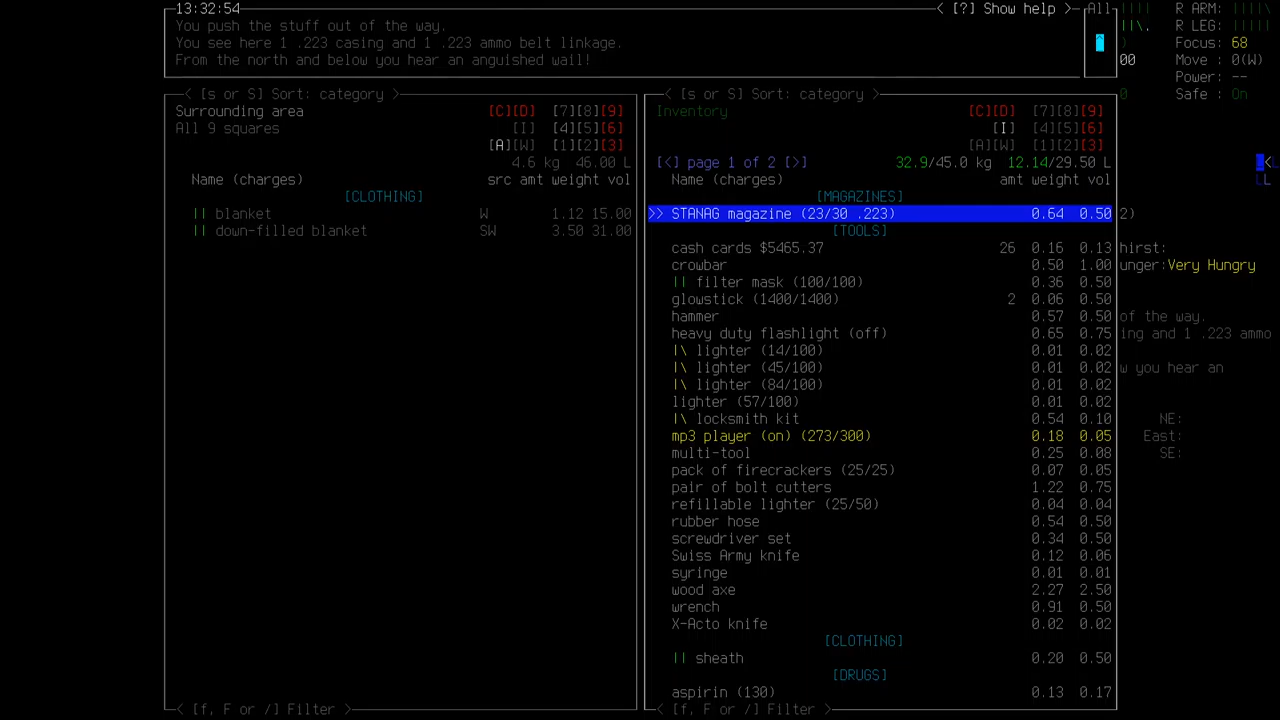 13:32:54 < [?] Show help > All R ARM:
You push the stuff out of the way. R LEG:
You see here 1 .223 casing and 1 .223 ammo belt linkage. Focus: 68
From the north and below you hear an anguished wail! 00 Move : 0(W)
Power: --
< [s or S] Sort: category > < [s or S] Sort: category > 0 Safe : On
Surrounding area [C][D] [7][8][9] Inventory [C][D] [7][8][9]
All 9 squares [I] [4][5][6] [I] [4][5][6]
[A][W] [1][2][3] [A][W] [1][2][3]
4.6 kg 46.00 L [<] page 1 of 2 [>] 32.9/45.0 kg 12.14/29.50 L <
Name (charges) src amt weight vol Name (charges) amt weight vol L
[CLOTHING] [MAGAZINES]
|| blanket W 1.12 15.00 >> STANAG magazine (23/30 .223) 0.64 0.50 2)
|| down-filled blanket SW 3.50 31.00 [TOOLS]
cash cards $5465.37 26 0.16 0.13 hirst:
crowbar 0.50 1.00 unger:Very Hungry
|| filter mask (100/100) 0.36 0.50
glowstick (1400/1400) 2 0.06 0.50
hammer 0.57 0.50 of the way.
heavy duty flashlight (off) 0.65 0.75 ing and 1 .223 ammo
|\ lighter (14/100) 0.01 0.02
|\ lighter (45/100) 0.01 0.02 w you hear an
|\ lighter (84/100) 0.01 0.02
lighter (57/100) 0.01 0.02
|\ locksmith kit 0.54 0.10 NE:
mp3 player (on) (273/300) 0.18 0.05 East:
multi-tool 0.25 0.08 SE:
pack of firecrackers (25/25) 0.07 0.05
pair of bolt cutters 1.22 0.75
refillable lighter (25/50) 0.04 0.04
rubber hose 0.54 0.50
screwdriver set 0.34 0.50
Swiss Army knife 0.12 0.06
syringe 0.01 0.01
wood axe 2.27 2.50
wrench 0.91 0.50
X-Acto knife 0.02 0.02
[CLOTHING]
|| sheath 0.20 0.50
[DRUGS]
aspirin (130) 0.13 0.17
< [f, F or /] Filter > < [f, F or /] Filter >